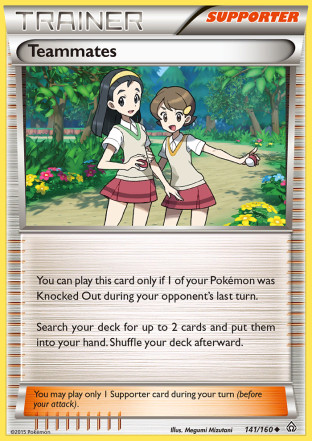 TRAINER SUPPORTER
Teammates
You can play this card only if 1 of your Pokémon was
Knocked Out during your opponent's last turn.
Search your deck for up to 2 cards and put them
into your hand. Shuffle your deck afterward.
You may play only 1 Supporter card during your turn (before
your attack).
©2015 Pokémon Illus. Megumi Mizutani 141/160